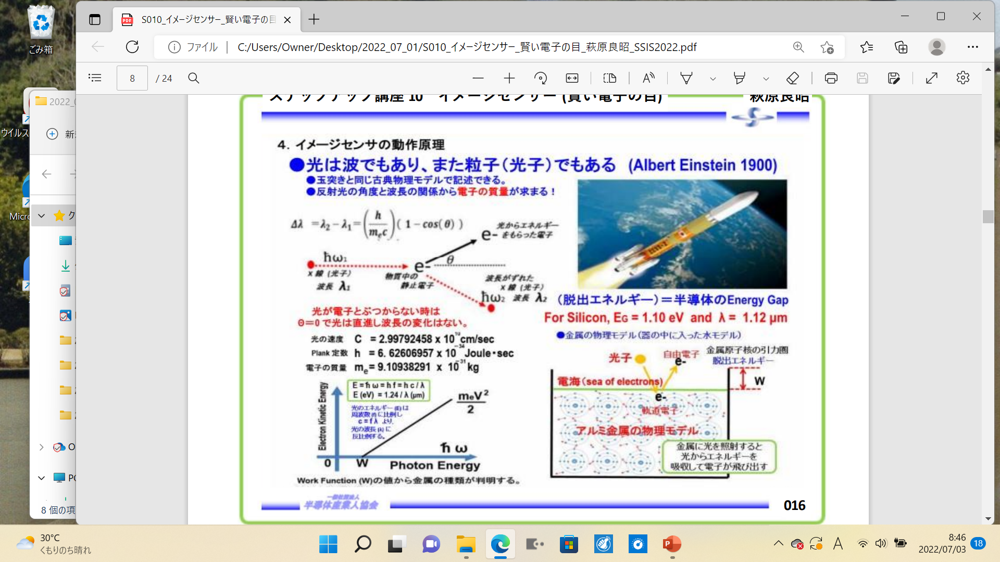 ごみ箱
S010_イメージセンサー_賢い電子の目
ファイル
C:/Users/Owner/Desktop/2022_07_01/S010_イメージセンサー_賢い電子の目_萩原良昭_SSIS2022.pdf
8
/ 24
2022_0
ウイルス
新
Micro
ク
O
PC
8 個の項
ステップアップ講座 10 イメージセンサー (賢い電子の目) 萩原良昭
4. イメージセンサの動作原理
●光は波でもあり、また粒子(光子)でもある (Albert Einstein 1900)
●玉突きと同じ古典物理モデルで記述できる。
●反射光の角度と波長の関係から電子の質量が求まる！
Δλ = λ₂ − λ₁ = (h / mₑc) ( 1 − cos(θ) )
e- 光からエネルギー
をもらった電子
ħω₁
θ
e-
x 線 (光子)
波長 λ₁
物質中の
静止電子
波長がずれた
x 線 (光子)
ħω₂ 波長 λ₂
光が電子とぶつからない時は
Θ＝0 で光は直進し波長の変化はない。
(脱出エネルギー)＝半導体のEnergy Gap
For Silicon, EG = 1.10 eV and λ = 1.12 μm
光の速度 C = 2.99792458 x 10¹⁰ cm/sec
Plank 定数 h = 6. 62606957 x 10⁻³⁴ Joule・sec
電子の質量 mₑ = 9.10938291 x 10⁻³¹ kg
●金属の物理モデル(器の中に入った水モデル)
光子
自由電子
e-
金属原子核の引力圏
脱出エネルギー
W
電海 (sea of electrons)
e-
軌道電子
アルミ金属の物理モデル
金属に光を照射すると
光からエネルギーを
吸収して電子が飛び出す
Electron Kinetic Energy
E = ħ ω = h f = h c / λ
E (eV) = 1.24 / λ (μm)
光のエネルギー (E) は
周波数 (f) に比例し
c = f λ より、
光の波長 (λ) に
反比例する。
mₑV²
2
ħ ω
0
W
Photon Energy
Work Function (W)の値から金属の種類が判明する。
一般社団法人
半導体産業人協会
016
30°C
くもりのち晴れ
A
8:46
2022/07/03
18